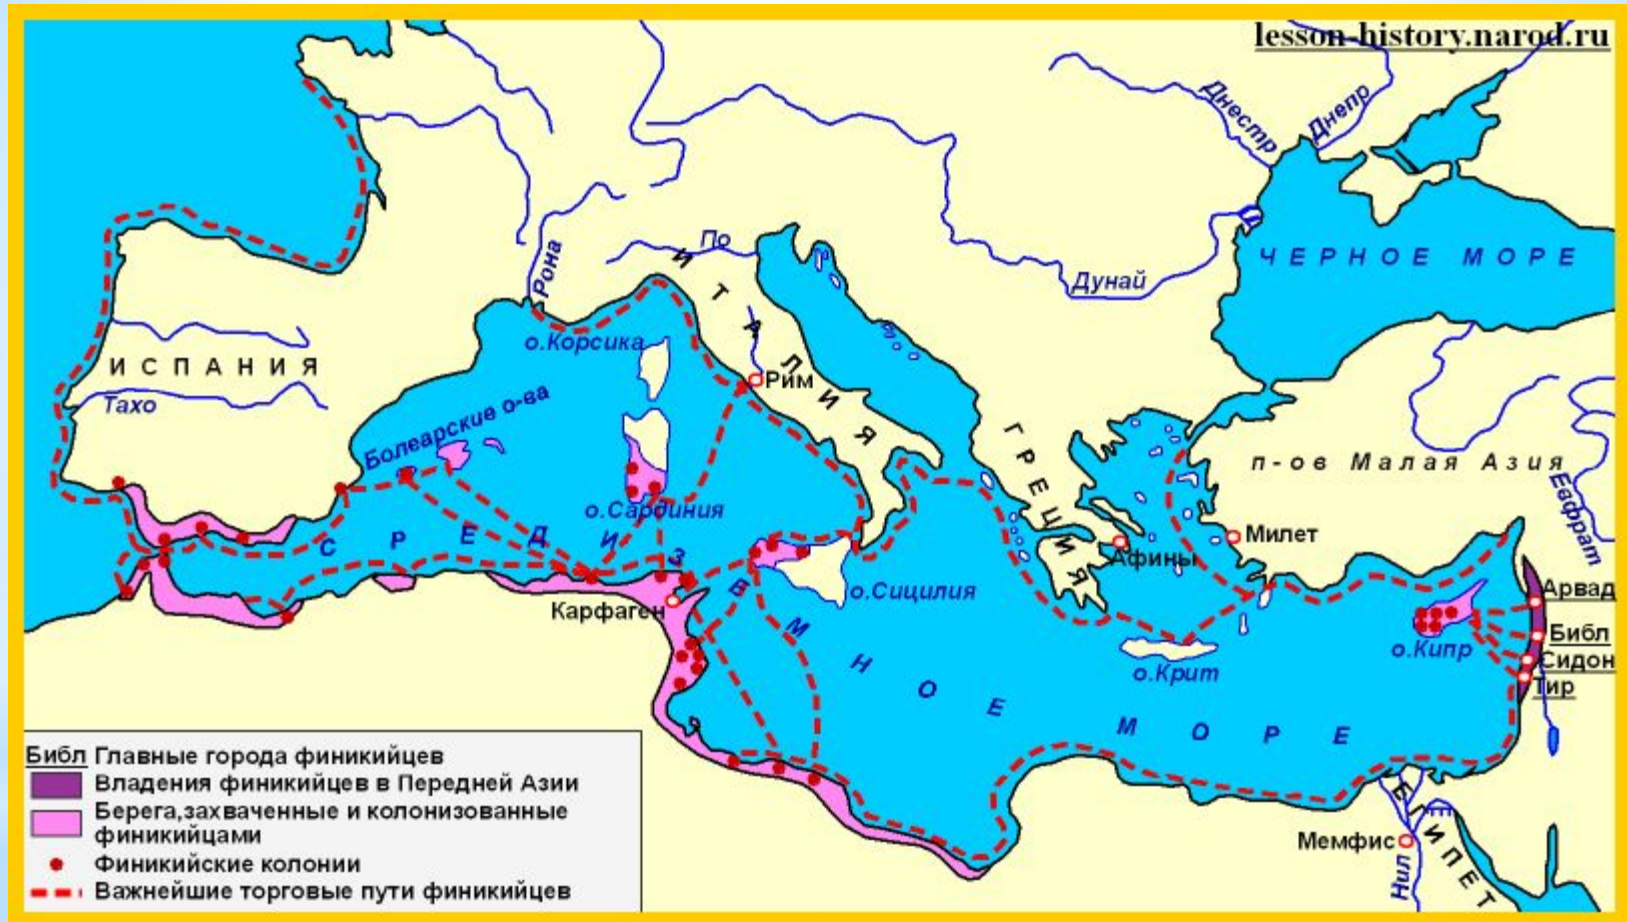 lesson-history.narod.ru
Днестр
Днепр
ЧЕРНОЕ МОРЕ
Дунай
По
Рона
ИТАЛИЯ
о.Корсика
ИСПАНИЯ
Тахо
Рим
Болеарские о-ва
ГРЕЦИЯ
п-ов Малая Азия
Евфрат
о.Сардиния
СРЕДИЗЕМНОЕ МОРЕ
Милет
Афины
о.Сицилия
Карфаген
Арвад
Библ
о.Кипр
Сидон
о.Крит
Тир
ЕГИПЕТ
Мемфис
Нил
Библ Главные города финикийцев
Владения финикийцев в Передней Азии
Берега,захваченные и колонизованные
финикийцами
Финикийские колонии
Важнейшие торговые пути финикийцев